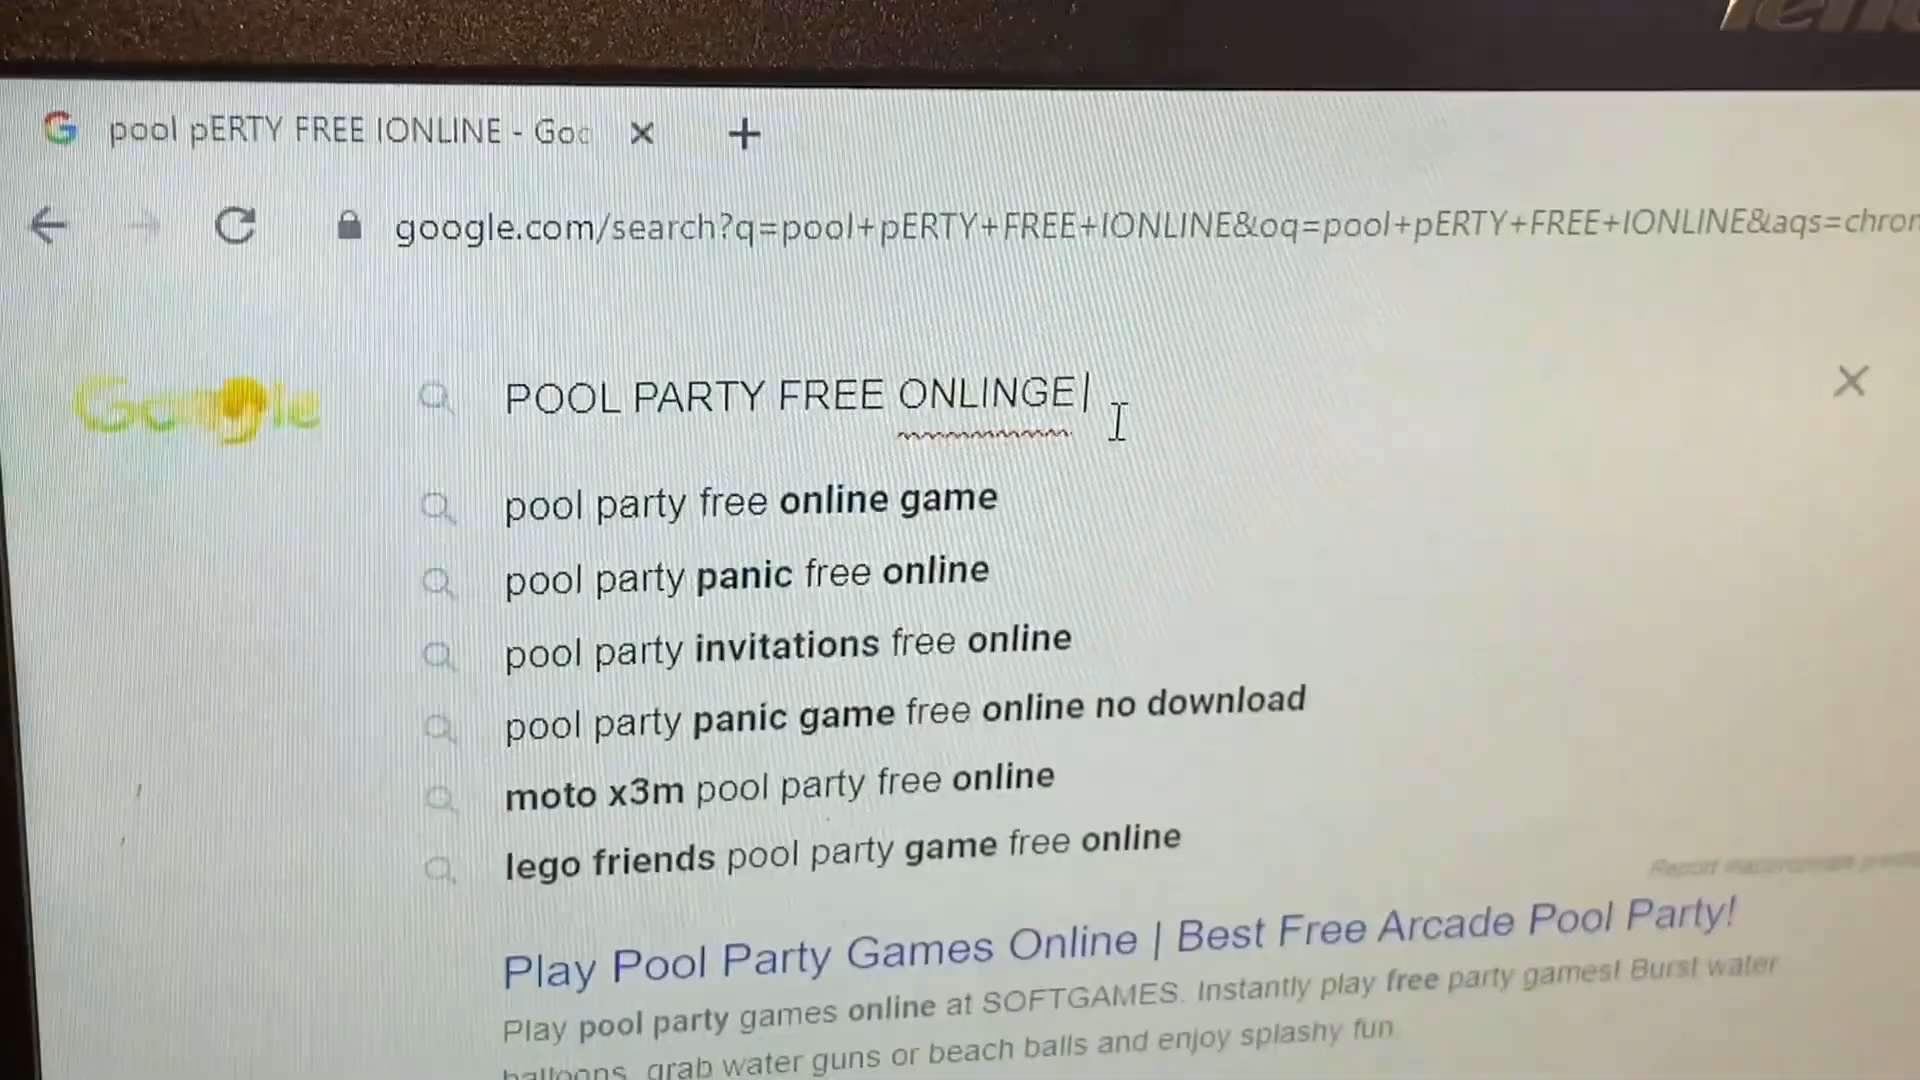 pool pERTY FREE IONLINE - Goo
google.com/search?q=pool+pERTY+FREE+IONLINE&oq=pool+pERTY+FREE+IONLINE&aqs=chron
Google
POOL PARTY FREE ONLINGE
pool party free online game
pool party panic free online
pool party invitations free online
pool party panic game free online no download
moto x3m pool party free online
lego friends pool party game free online
Report inappropriate
Play Pool Party Games Online | Best Free Arcade Pool Party!
Play pool party games online at SOFTGAMES. Instantly play free party games! Burst water
balloons, grab water guns or beach balls and enjoy splashy fun